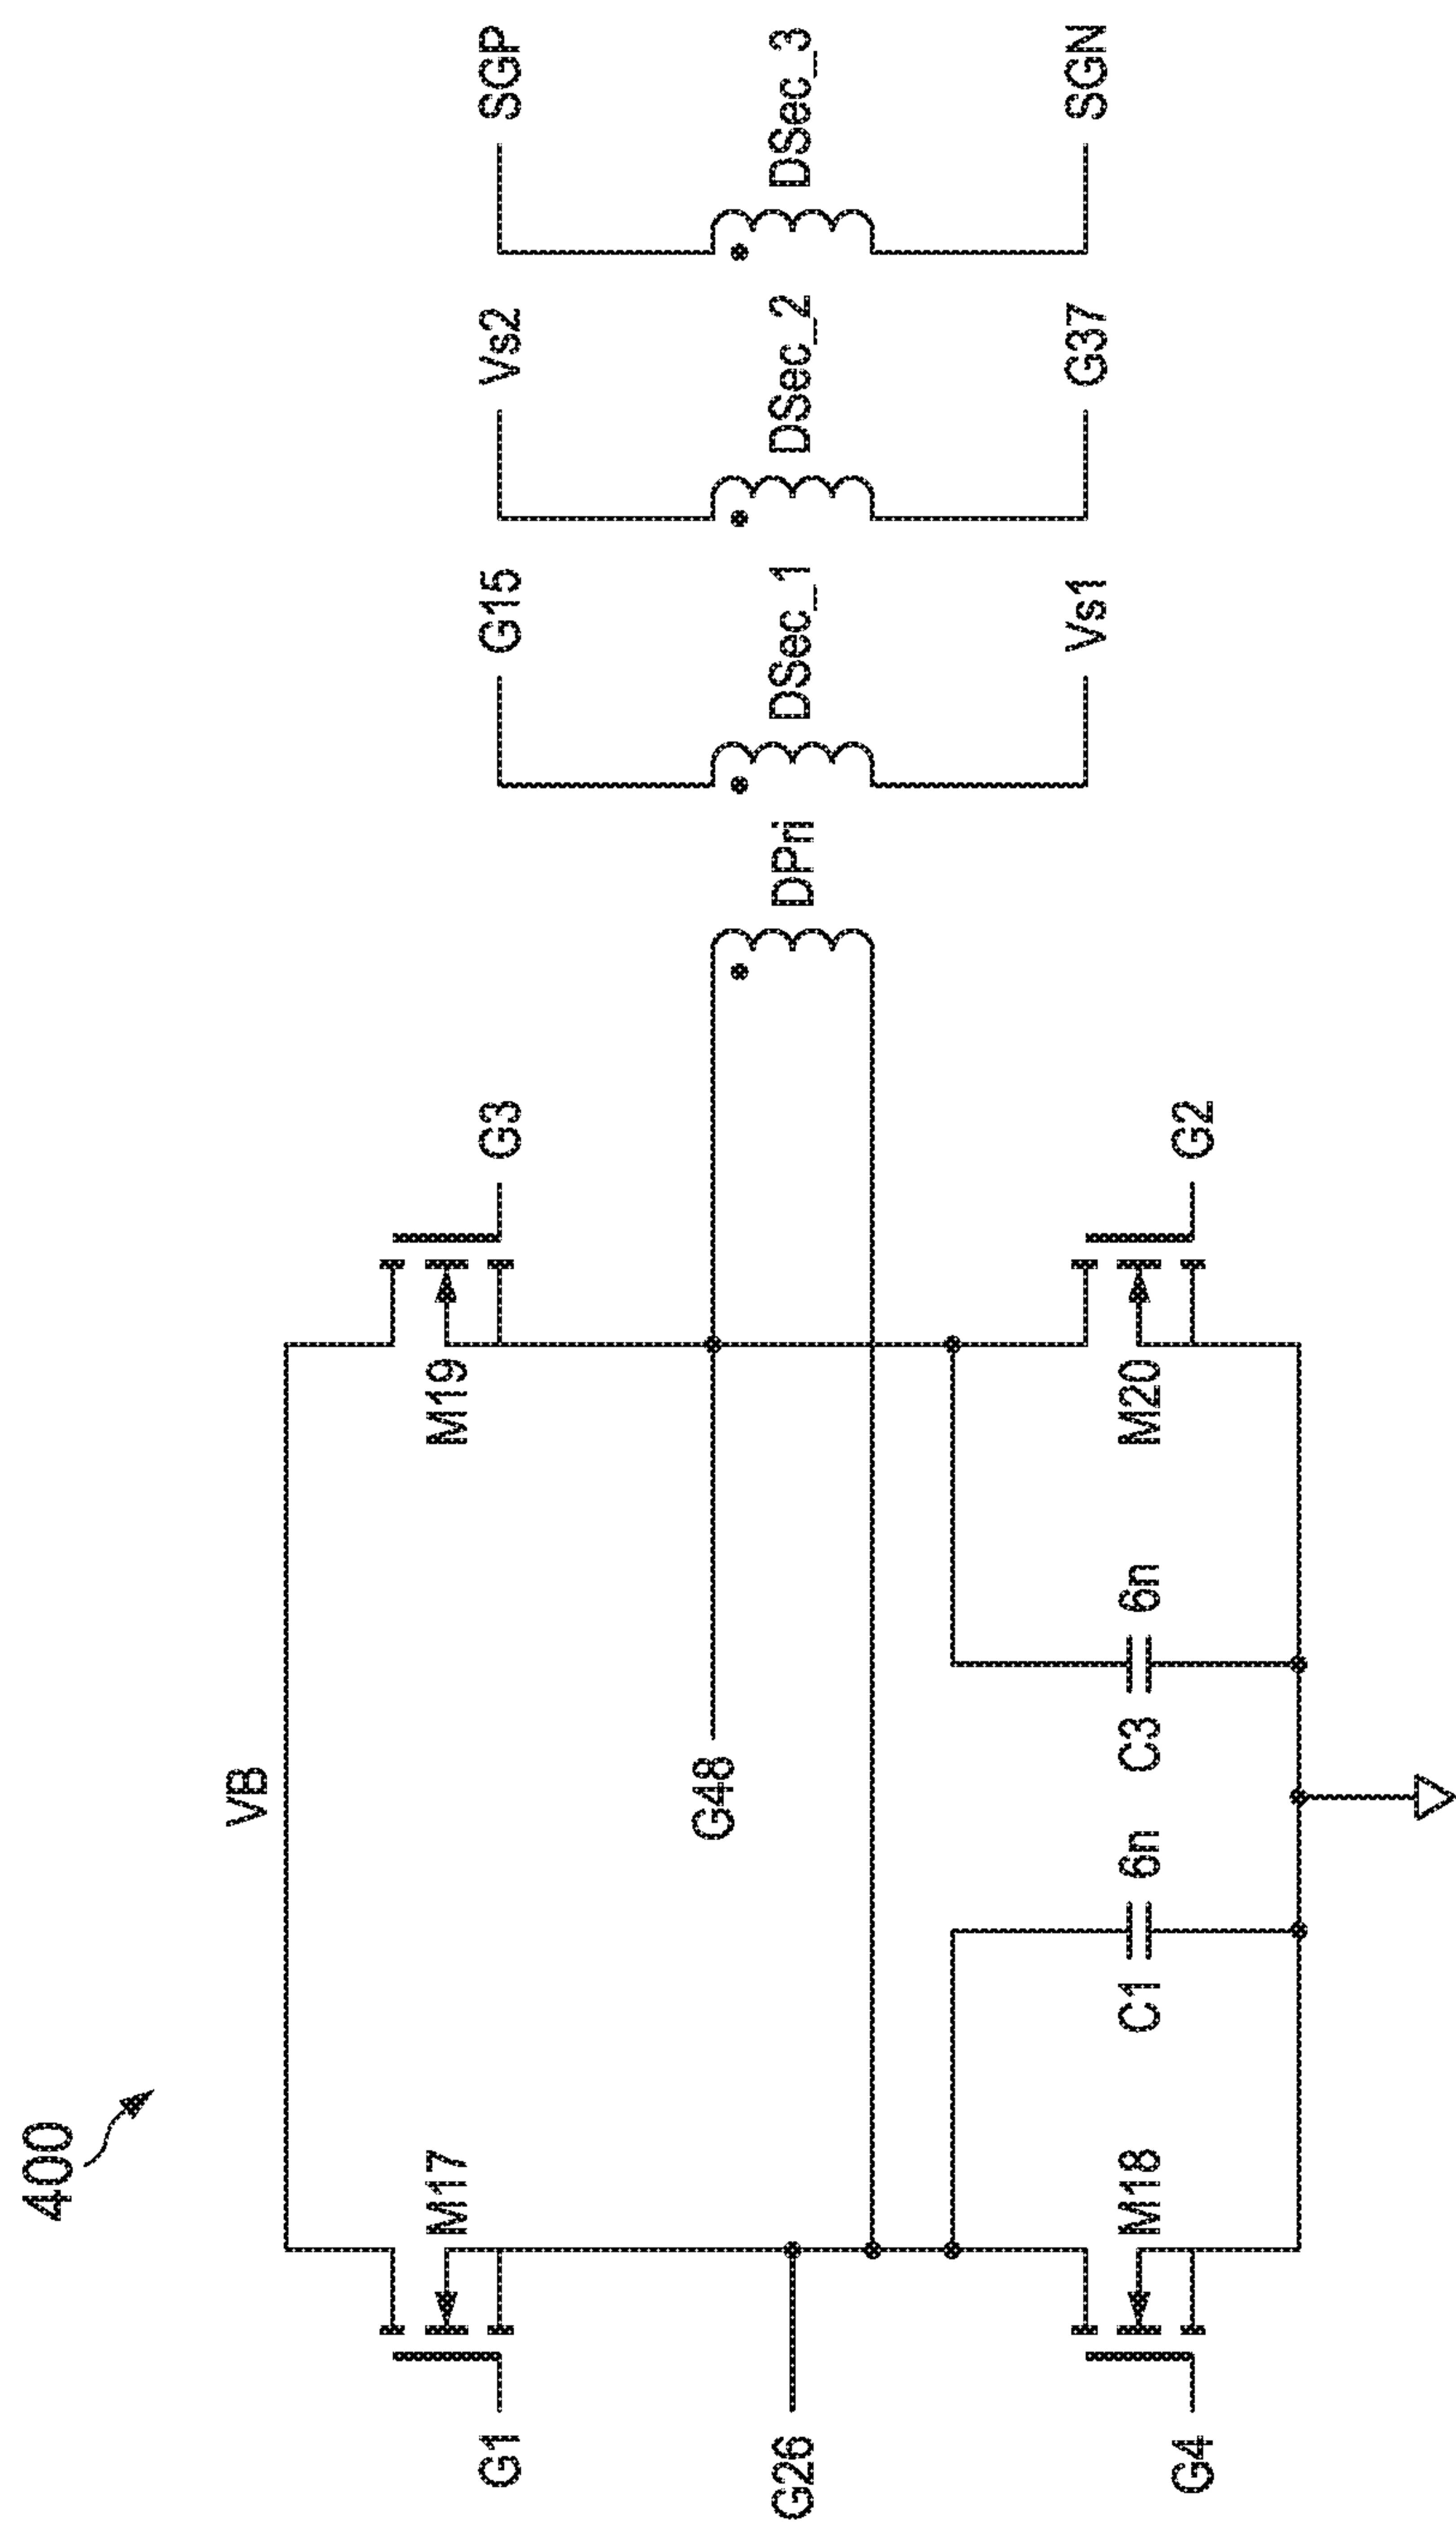 400
VB
G1
M17
M19
G3
G15
Vs2
SGP
G26
G48
DPri
DSec_1
DSec_2
DSec_3
G4
M18
C1
6n
C3
6n
M20
G2
Vs1
G37
SGN